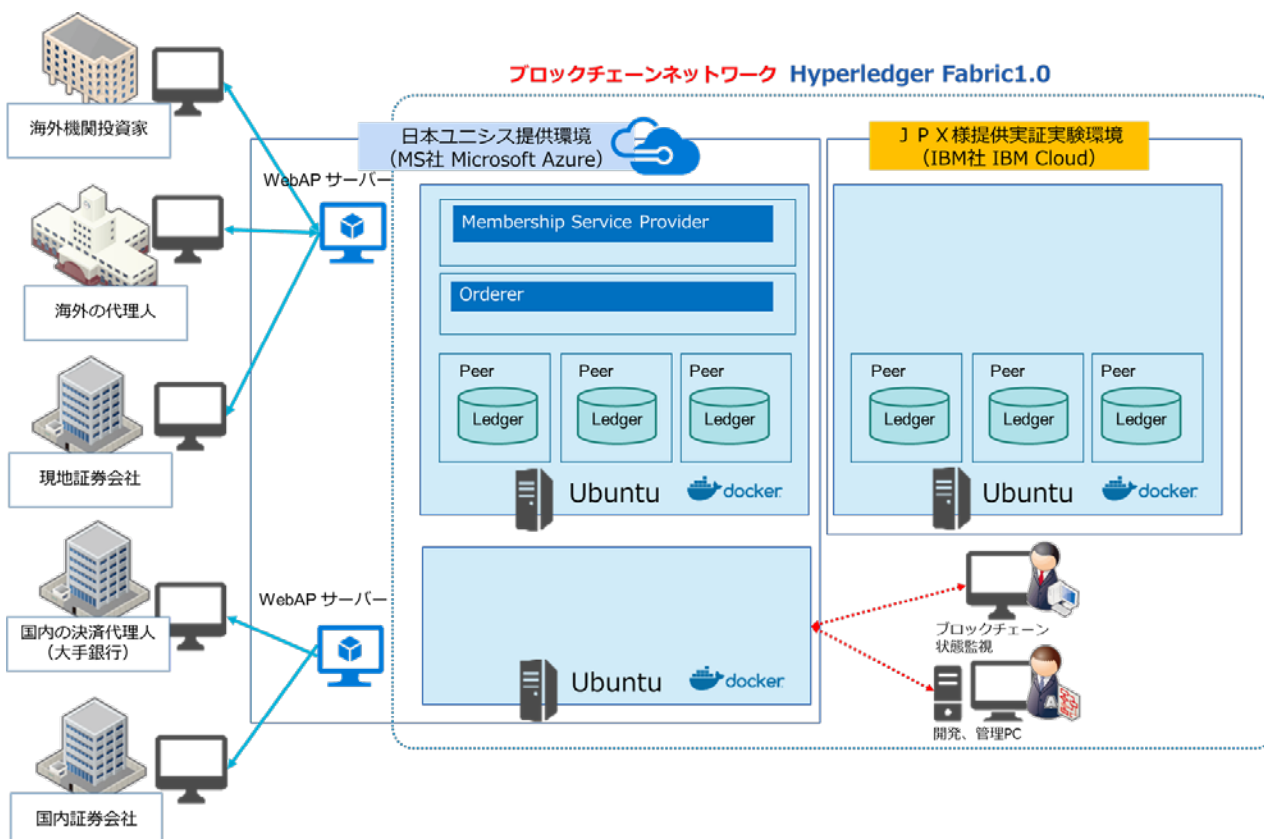 ブロックチェーンネットワーク Hyperledger Fabric1.0
海外機関投資家
日本ユニシス提供環境
(MS社 Microsoft Azure)
JPX様提供実証実験環境
(IBM社 IBM Cloud)
WebAP サーバー
Membership Service Provider
Orderer
海外の代理人
Peer
Peer
Peer
Ledger
Ledger
Ledger
Peer
Peer
Peer
Ledger
Ledger
Ledger
現地証券会社
Ubuntu
docker
Ubuntu
docker
WebAP サーバー
国内の決済代理人
(大手銀行)
ブロックチェーン
状態監視
Ubuntu
docker
A
開発、管理PC
国内証券会社